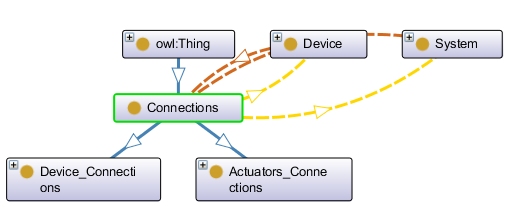 owl:Thing
Device
System
Connections
Device_Connecti
ons
Actuators_Conne
ctions